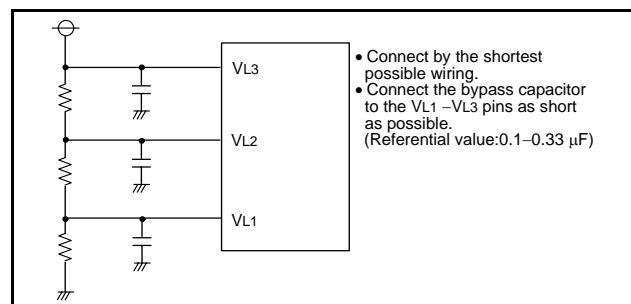 VL3
VL2
VL1
• Connect by the shortest
possible wiring.
• Connect the bypass capacitor
to the VL1 –VL3 pins as short
as possible.
(Referential value:0.1–0.33 μF)